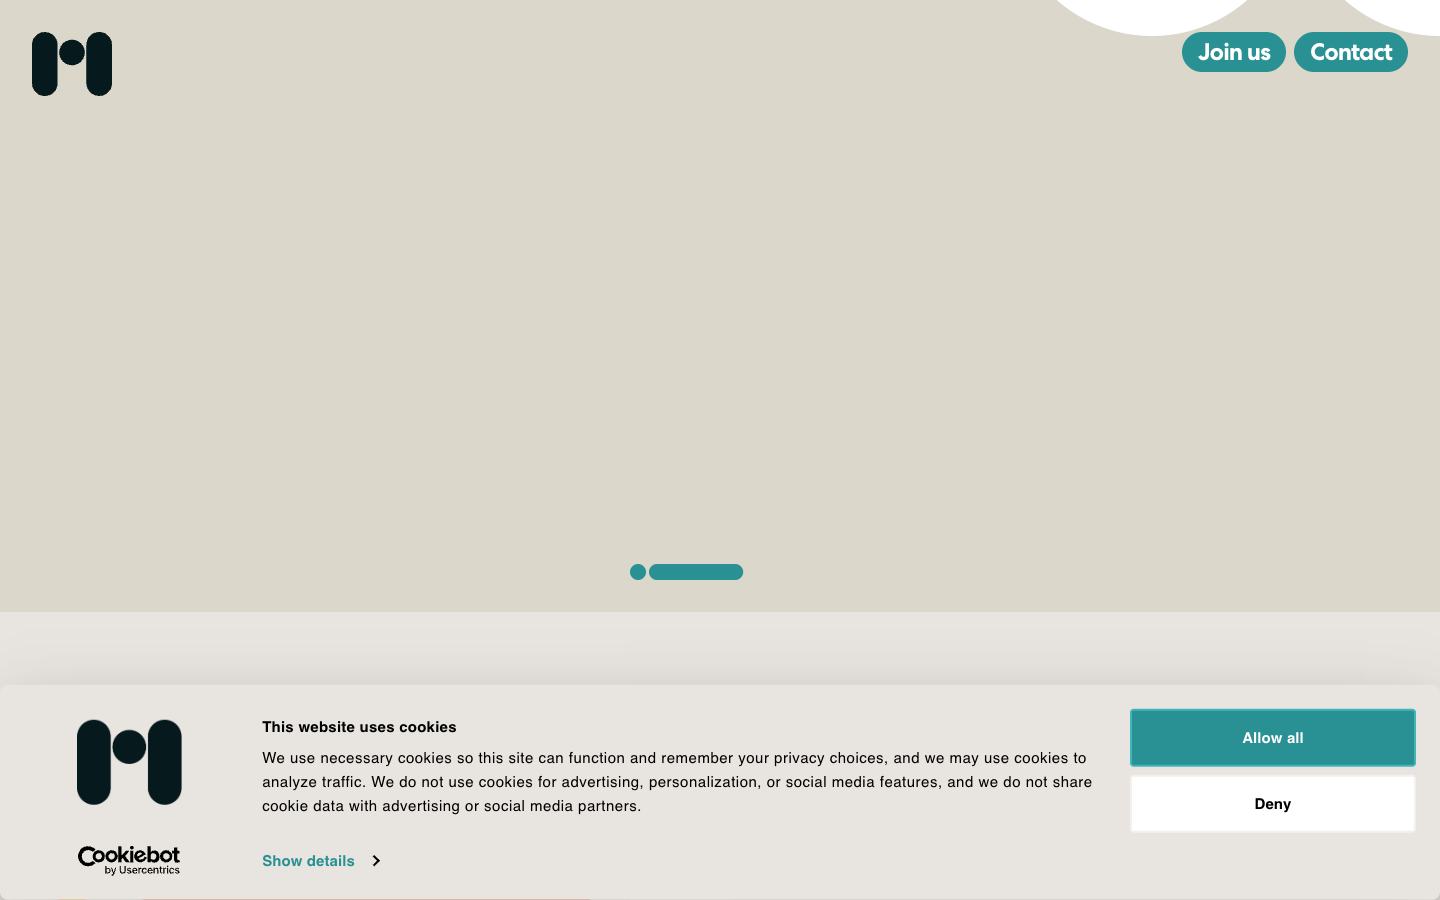 Join us
Contact
This website uses cookies
We use necessary cookies so this site can function and remember your privacy choices, and we may use cookies to
analyze traffic. We do not use cookies for advertising, personalization, or social media features, and we do not share
cookie data with advertising or social media partners.
Show details
Allow all
Deny
Cookiebot
by Usercentrics